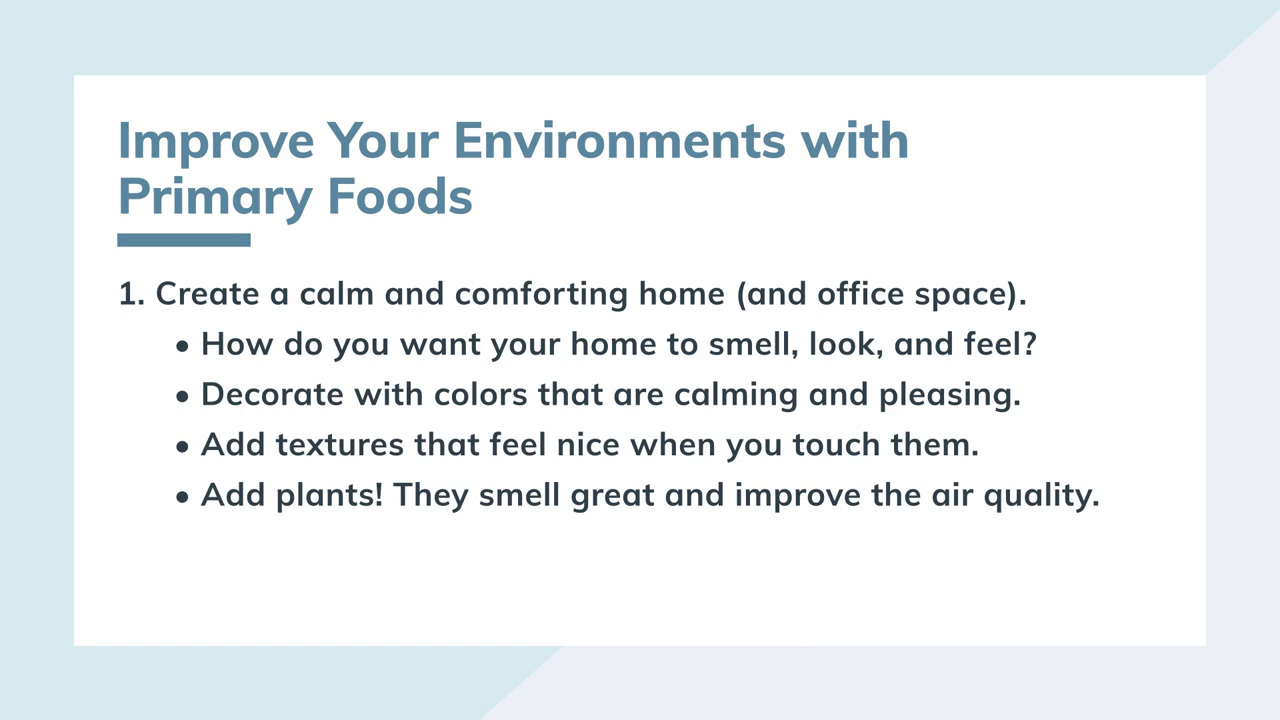 Improve Your Environments with
Primary Foods
1. Create a calm and comforting home (and office space).
• How do you want your home to smell, look, and feel?
• Decorate with colors that are calming and pleasing.
• Add textures that feel nice when you touch them.
• Add plants! They smell great and improve the air quality.